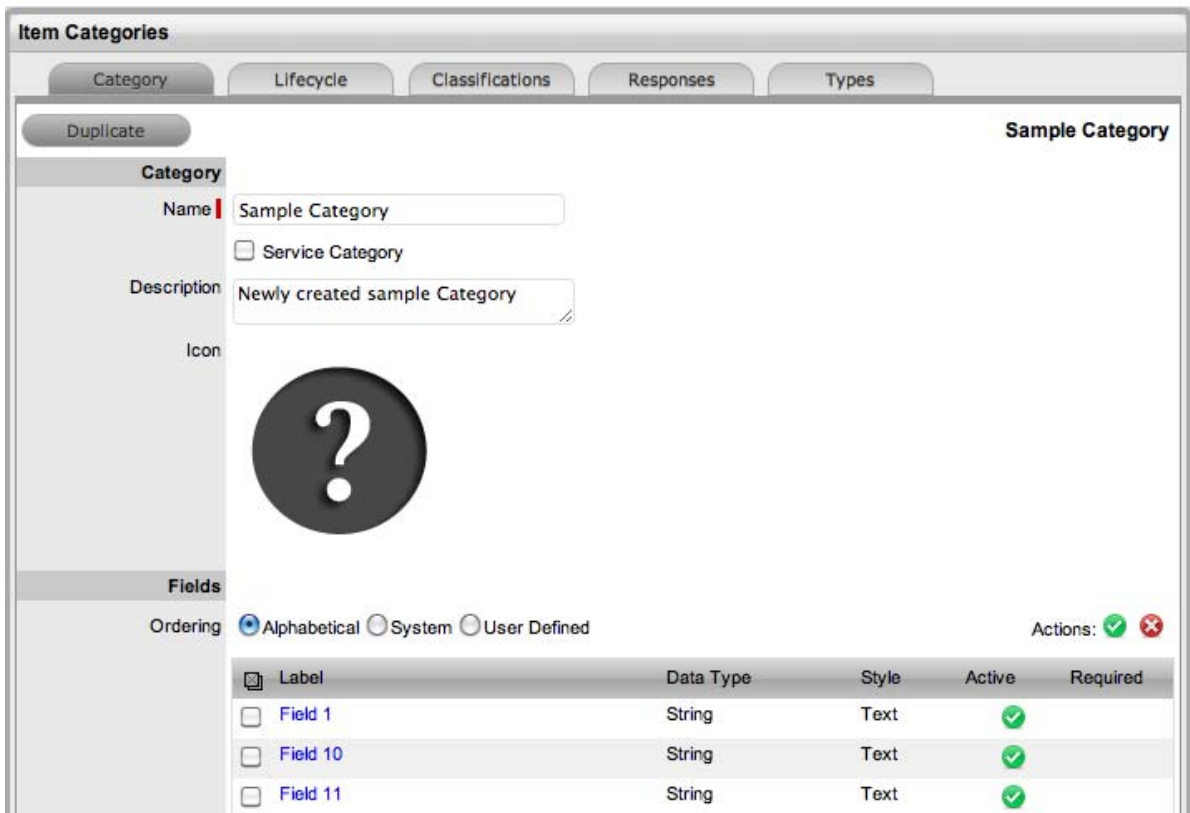 Item Categories
Category Lifecycle Classifications Responses Types
Duplicate Sample Category
Category
Name Sample Category
Service Category
Description Newly created sample Category
Icon
?
Fields
Ordering Alphabetical System User Defined Actions:
Label Data Type Style Active Required
Field 1 String Text
Field 10 String Text
Field 11 String Text